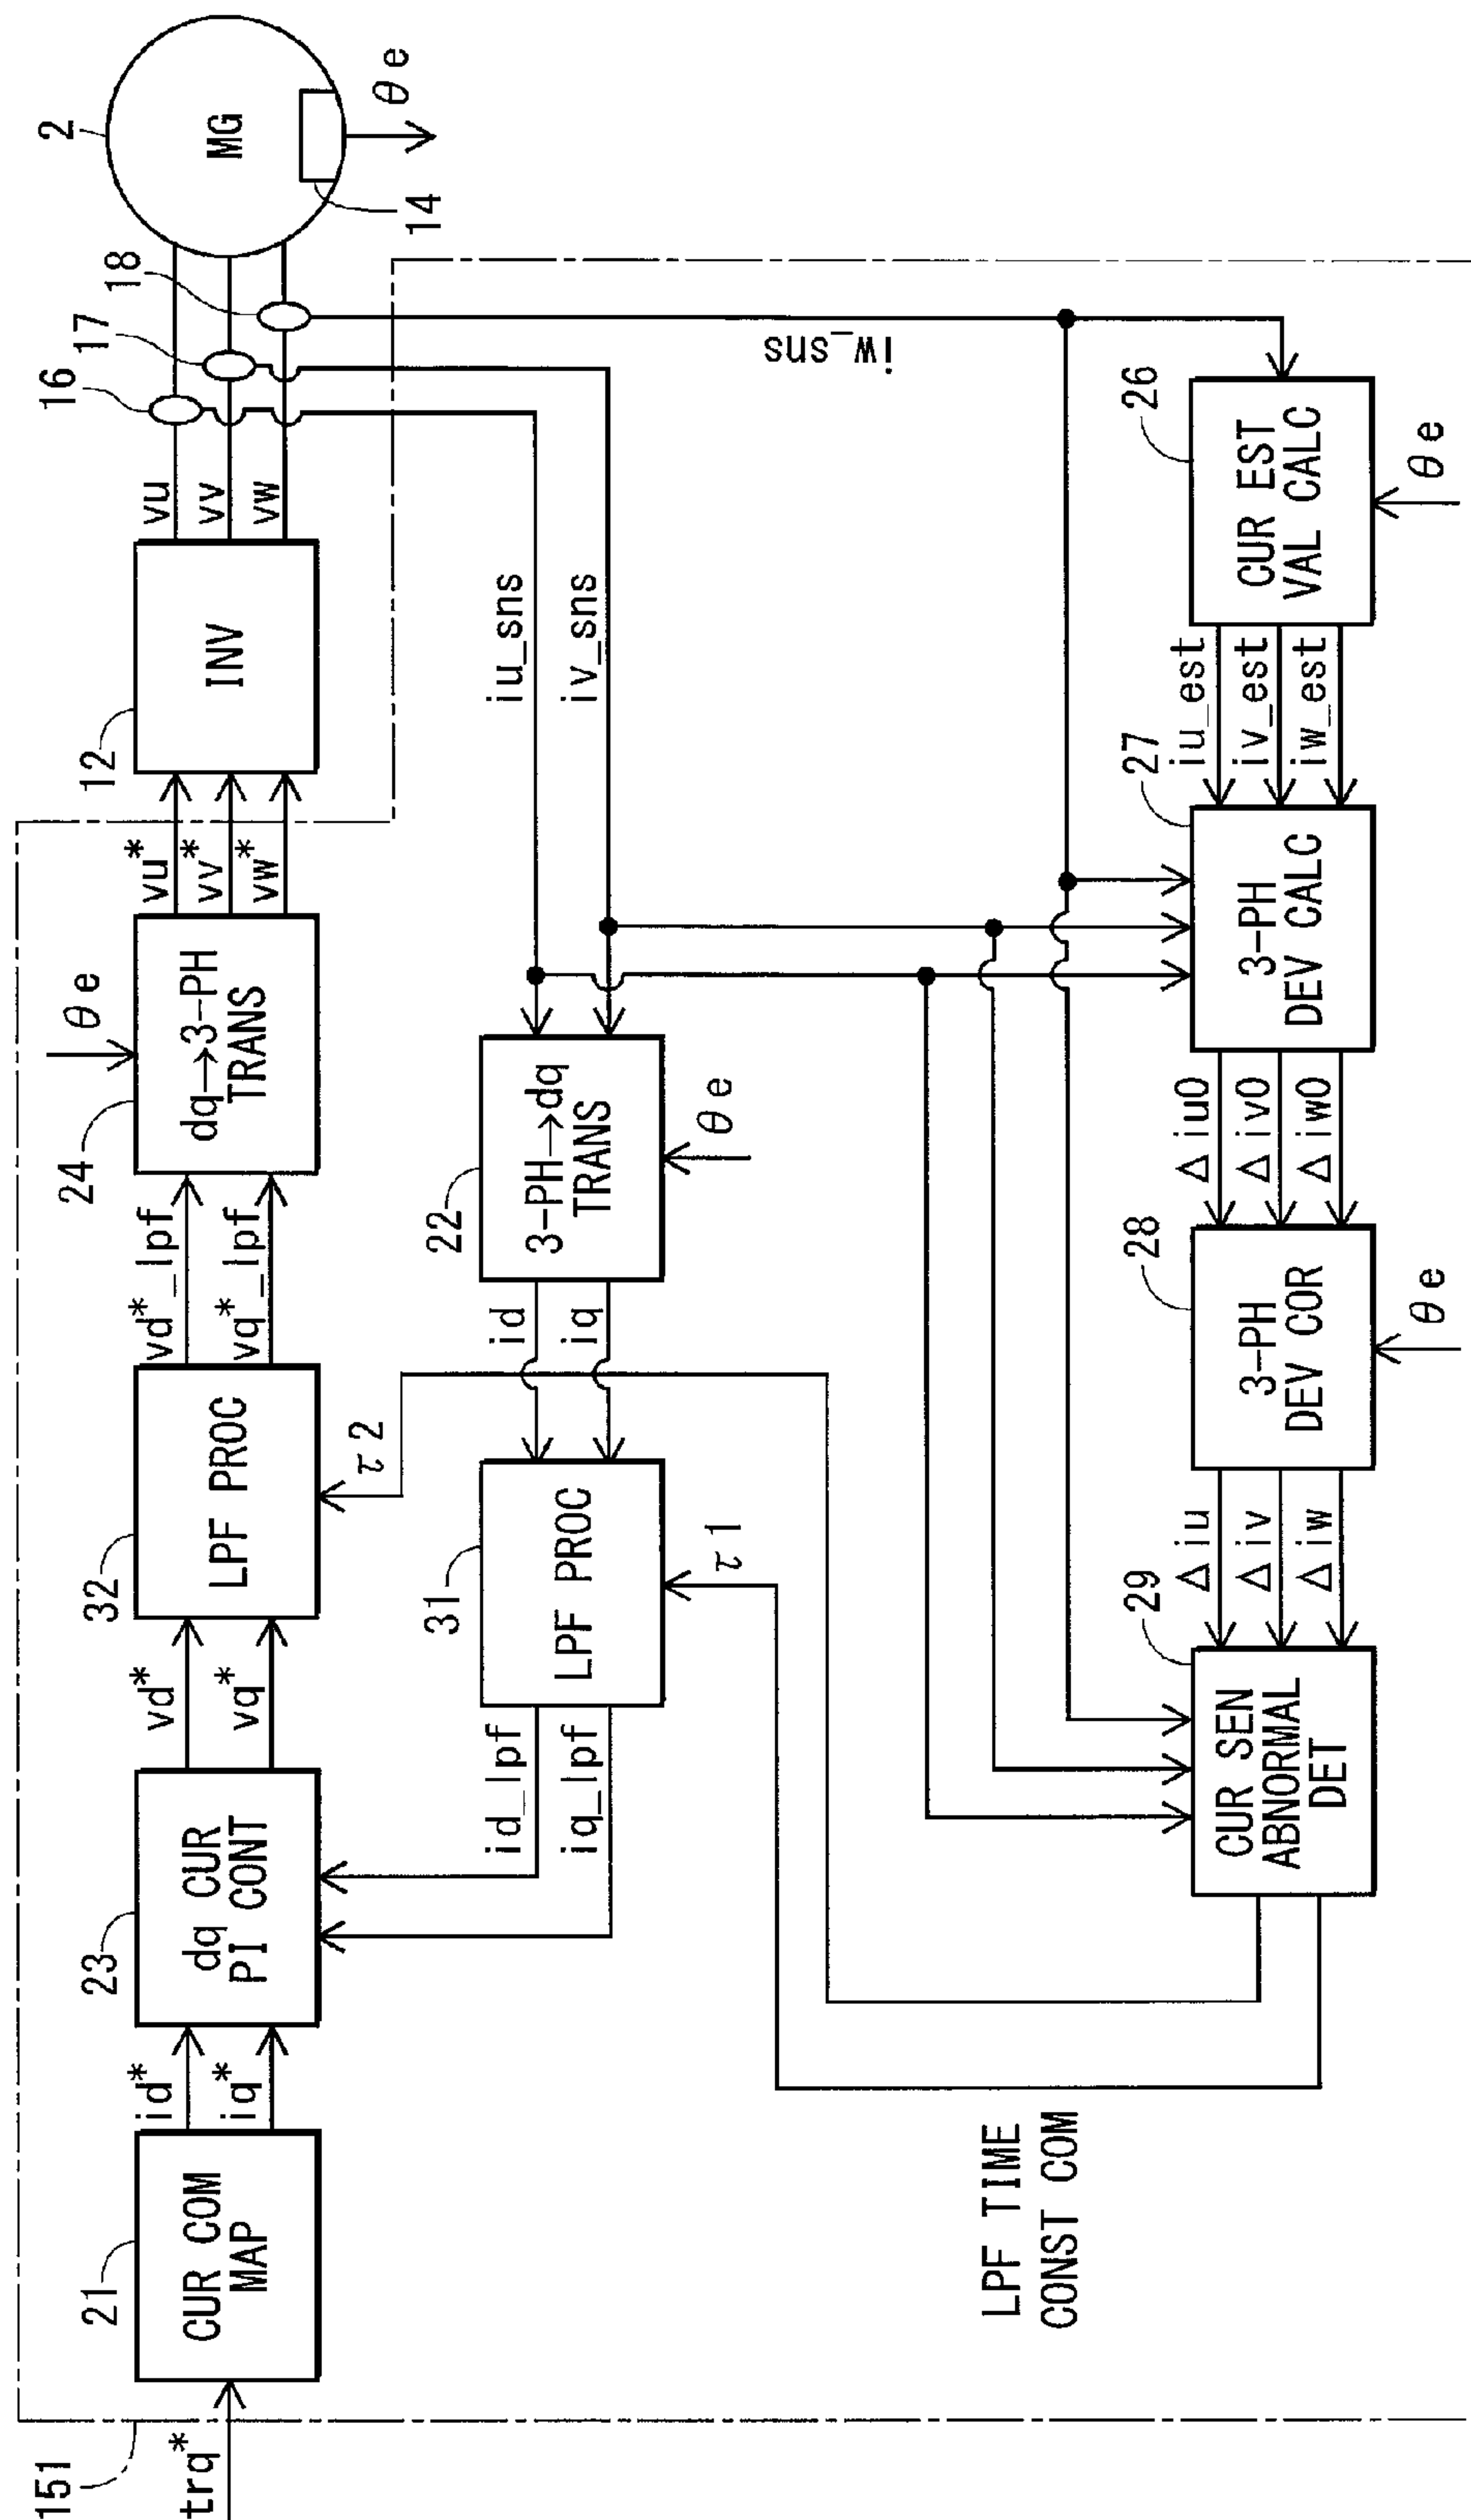 151
trq*
21
CUR COM
MAP
id*
iq*
23
dq CUR
PI CONT
vd*
vq*
32
LPF PROC
τ2
vd*_lpf
vq*_lpf
24
θe
dq→3-PH
TRANS
vu*
vv*
vw*
12
INV
vu
vv
vw
16
17
18
2
MG
14
θe
id_lpf
iq_lpf
31
LPF PROC
τ1
id
iq
22
3-PH→dq
TRANS
θe
iu_sns
iv_sns
iw_sns
LPF TIME
CONST COM
29
CUR SEN
ABNORMAL
DET
Δiu
Δiv
Δiw
28
3-PH
DEV COR
θe
Δiu0
Δiv0
Δiw0
27
3-PH
DEV CALC
iu_est
iv_est
iw_est
26
CUR EST
VAL CALC
θe